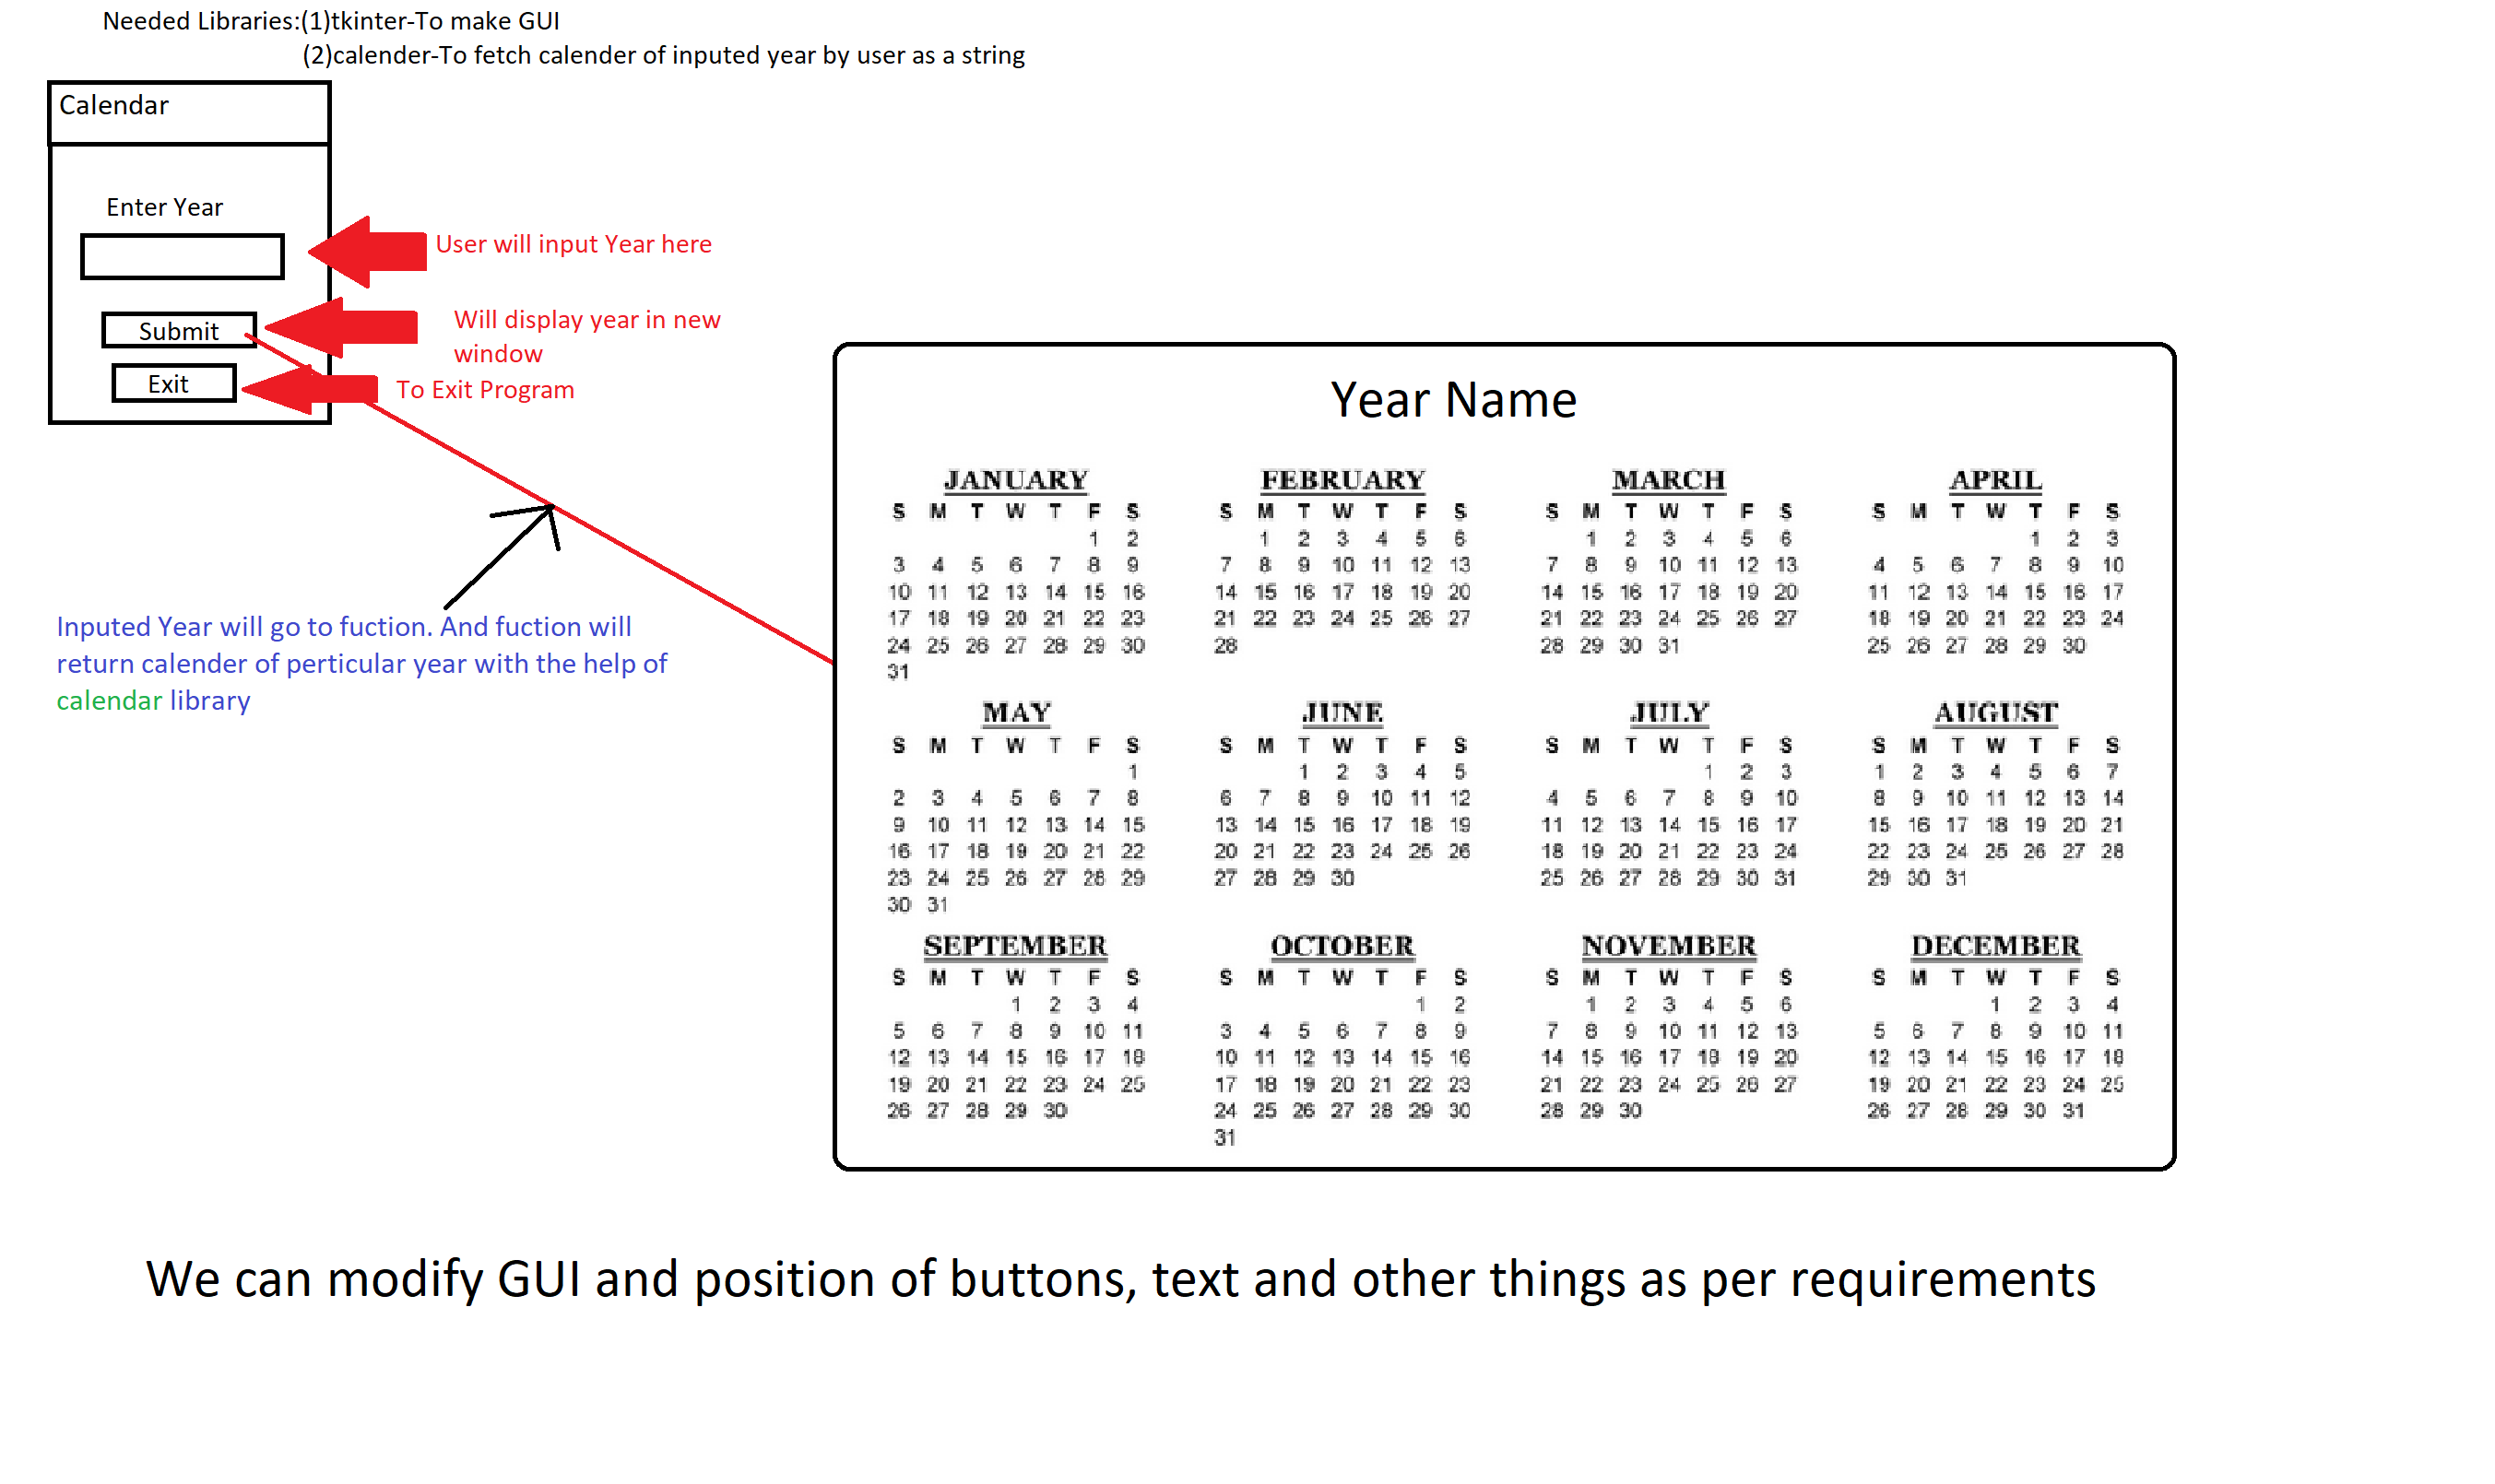 Needed Libraries:(1)tkinter-To make GUI
(2)calender-To fetch calender of inputed year by user as a string
Calendar
Enter Year
User will input Year here
Submit
Will display year in new
window
Exit
To Exit Program
Inputed Year will go to fuction. And fuction will
return calender of perticular year with the help of
calendar library
Year Name
JANUARY FEBRUARY MARCH APRIL
S M T W T F S S M T W T F S S M T W T F S S M T W T F S
1 2 1 2 3 4 5 6 1 2 3 4 5 6 1 2 3
3 4 5 6 7 8 9 7 8 9 10 11 12 13 7 8 9 10 11 12 13 4 5 6 7 8 9 10
10 11 12 13 14 15 16 14 15 16 17 18 19 20 14 15 16 17 18 19 20 11 12 13 14 15 16 17
17 18 19 20 21 22 23 21 22 23 24 25 26 27 21 22 23 24 25 26 27 18 19 20 21 22 23 24
24 25 26 27 28 29 30 28 28 29 30 31 25 26 27 28 29 30
31
MAY JUNE JULY AUGUST
S M T W T F S S M T W T F S S M T W T F S S M T W T F S
1 1 2 3 4 5 1 2 3 1 2 3 4 5 6 7
2 3 4 5 6 7 8 6 7 8 9 10 11 12 4 5 6 7 8 9 10 8 9 10 11 12 13 14
9 10 11 12 13 14 15 13 14 15 16 17 18 19 11 12 13 14 15 16 17 15 16 17 18 19 20 21
16 17 18 19 20 21 22 20 21 22 23 24 25 26 18 19 20 21 22 23 24 22 23 24 25 26 27 28
23 24 25 26 27 28 29 27 28 29 30 25 26 27 28 29 30 31 29 30 31
30 31
SEPTEMBER OCTOBER NOVEMBER DECEMBER
S M T W T F S S M T W T F S S M T W T F S S M T W T F S
1 2 3 4 1 2 1 2 3 4 5 6 1 2 3 4
5 6 7 8 9 10 11 3 4 5 6 7 8 9 7 8 9 10 11 12 13 5 6 7 8 9 10 11
12 13 14 15 16 17 18 10 11 12 13 14 15 16 14 15 16 17 18 19 20 12 13 14 15 16 17 18
19 20 21 22 23 24 25 17 18 19 20 21 22 23 21 22 23 24 25 26 27 19 20 21 22 23 24 25
26 27 28 29 30 24 25 26 27 28 29 30 28 29 30 26 27 28 29 30 31
31
We can modify GUI and position of buttons, text and other things as per requirements